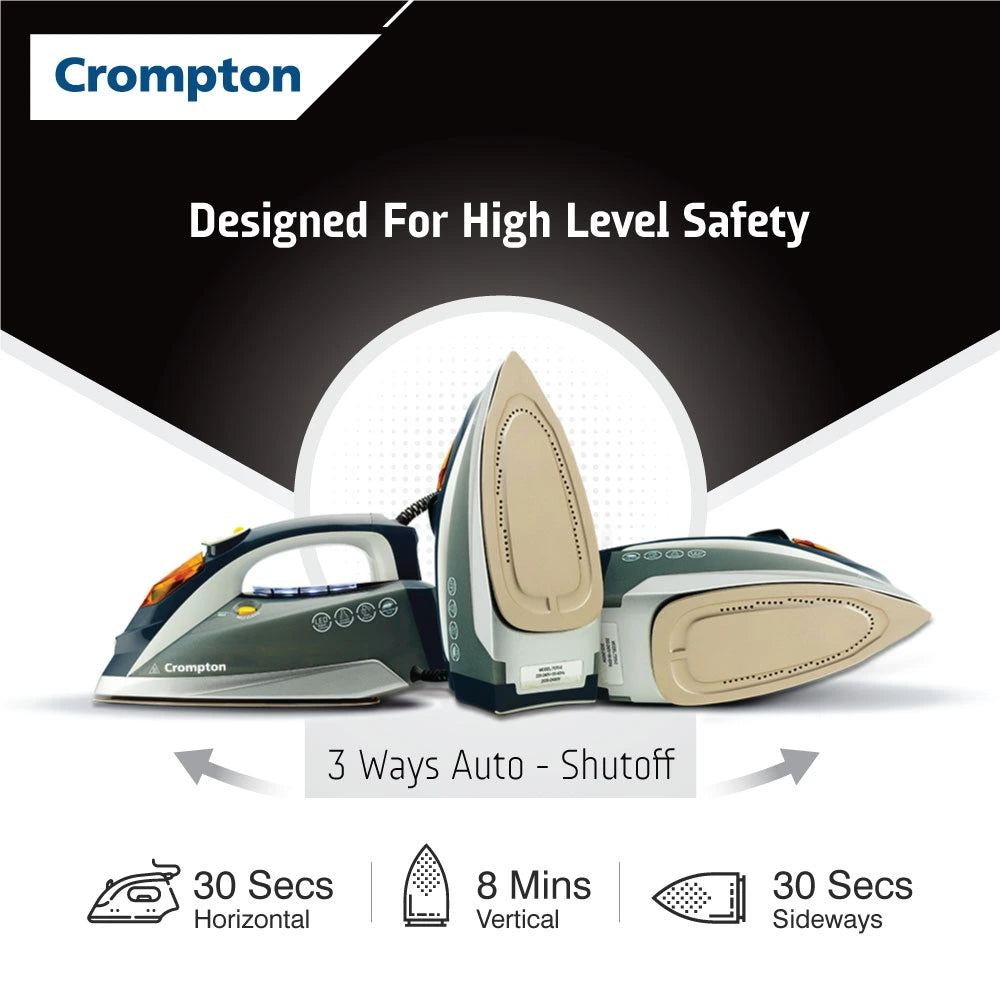 Crompton
Designed For High Level Safety
Crompton
3 Ways Auto - Shutoff
30 Secs
Horizontal
8 Mins
Vertical
30 Secs
Sideways